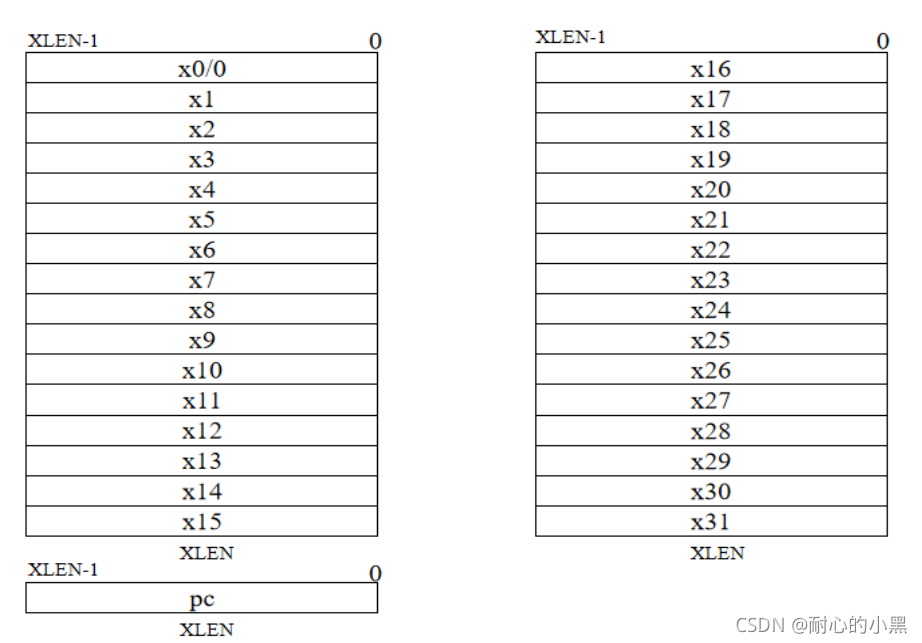 XLEN-1 0
x0/0
x1
x2
x3
x4
x5
x6
x7
x8
x9
x10
x11
x12
x13
x14
x15
XLEN
XLEN-1 0
pc
XLEN
XLEN-1 0
x16
x17
x18
x19
x20
x21
x22
x23
x24
x25
x26
x27
x28
x29
x30
x31
XLEN
CSDN @耐心的小黑